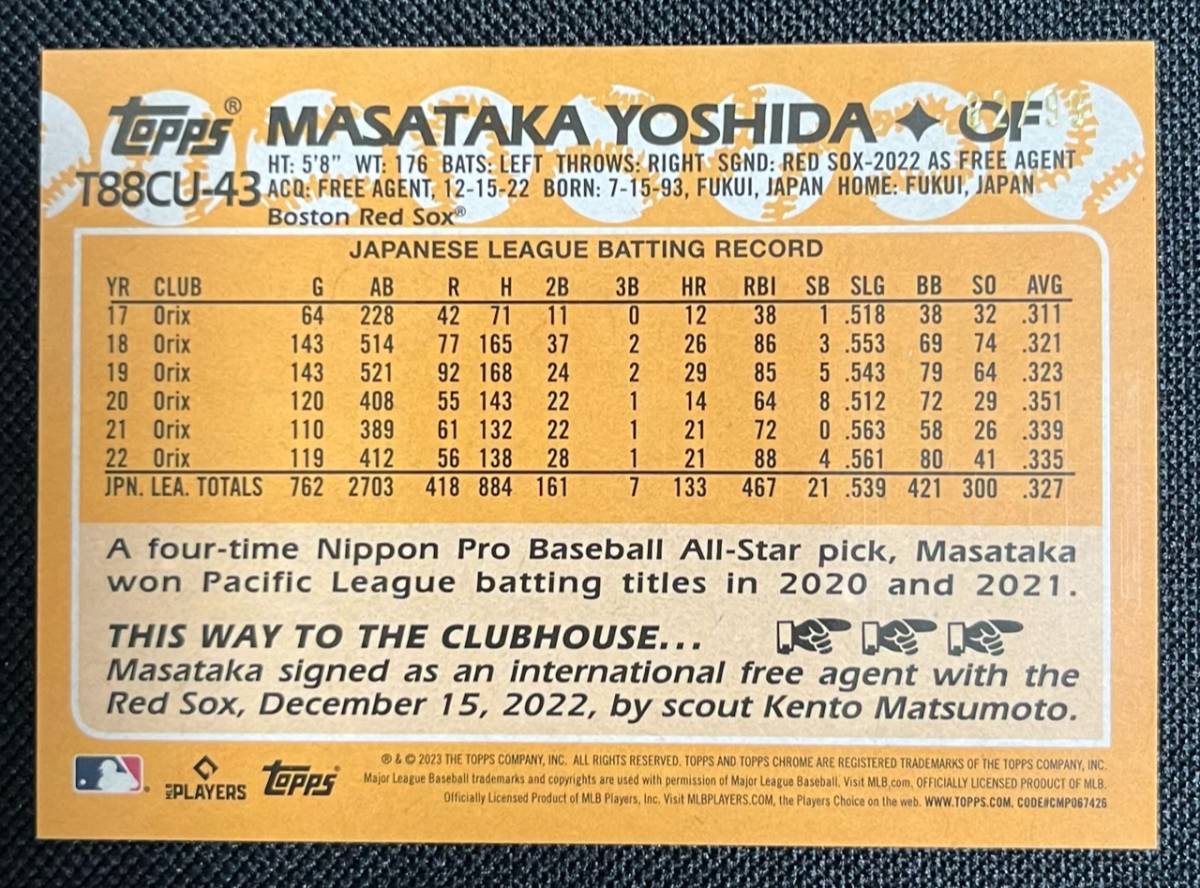 Topps®
MASATAKA YOSHIDA ✦ OF
HT: 5'8" WT: 176 BATS: LEFT THROWS: RIGHT SGND: RED SOX-2022 AS FREE AGENT
T88CU-43
ACQ: FREE AGENT, 12-15-22 BORN: 7-15-93, FUKUI, JAPAN HOME: FUKUI, JAPAN
Boston Red Sox®
JAPANESE LEAGUE BATTING RECORD
YR CLUB G AB R H 2B 3B HR RBI SB SLG BB SO AVG
17 Orix 64 228 42 71 11 0 12 38 1 .518 38 32 .311
18 Orix 143 514 77 165 37 2 26 86 3 .553 69 74 .321
19 Orix 143 521 92 168 24 2 29 85 5 .543 79 64 .323
20 Orix 120 408 55 143 22 1 14 64 8 .512 72 29 .351
21 Orix 110 389 61 132 22 1 21 72 0 .563 58 26 .339
22 Orix 119 412 56 138 28 1 21 88 4 .561 80 41 .335
JPN. LEA. TOTALS 762 2703 418 884 161 7 133 467 21 .539 421 300 .327
A four-time Nippon Pro Baseball All-Star pick, Masataka
won Pacific League batting titles in 2020 and 2021.
THIS WAY TO THE CLUBHOUSE...
Masataka signed as an international free agent with the
Red Sox, December 15, 2022, by scout Kento Matsumoto.
® & © 2023 THE TOPPS COMPANY, INC. ALL RIGHTS RESERVED. TOPPS AND TOPPS CHROME ARE REGISTERED TRADEMARKS OF THE TOPPS COMPANY, INC.
Major League Baseball trademarks and copyrights are used with permission of Major League Baseball. Visit MLB.com. OFFICIALLY LICENSED PRODUCT OF MLB.
Officially Licensed Product of MLB Players, Inc. Visit MLBPLAYERS.COM, the Players Choice on the web. WWW.TOPPS.COM. CODE#CMP067426
MLB PLAYERS
Topps